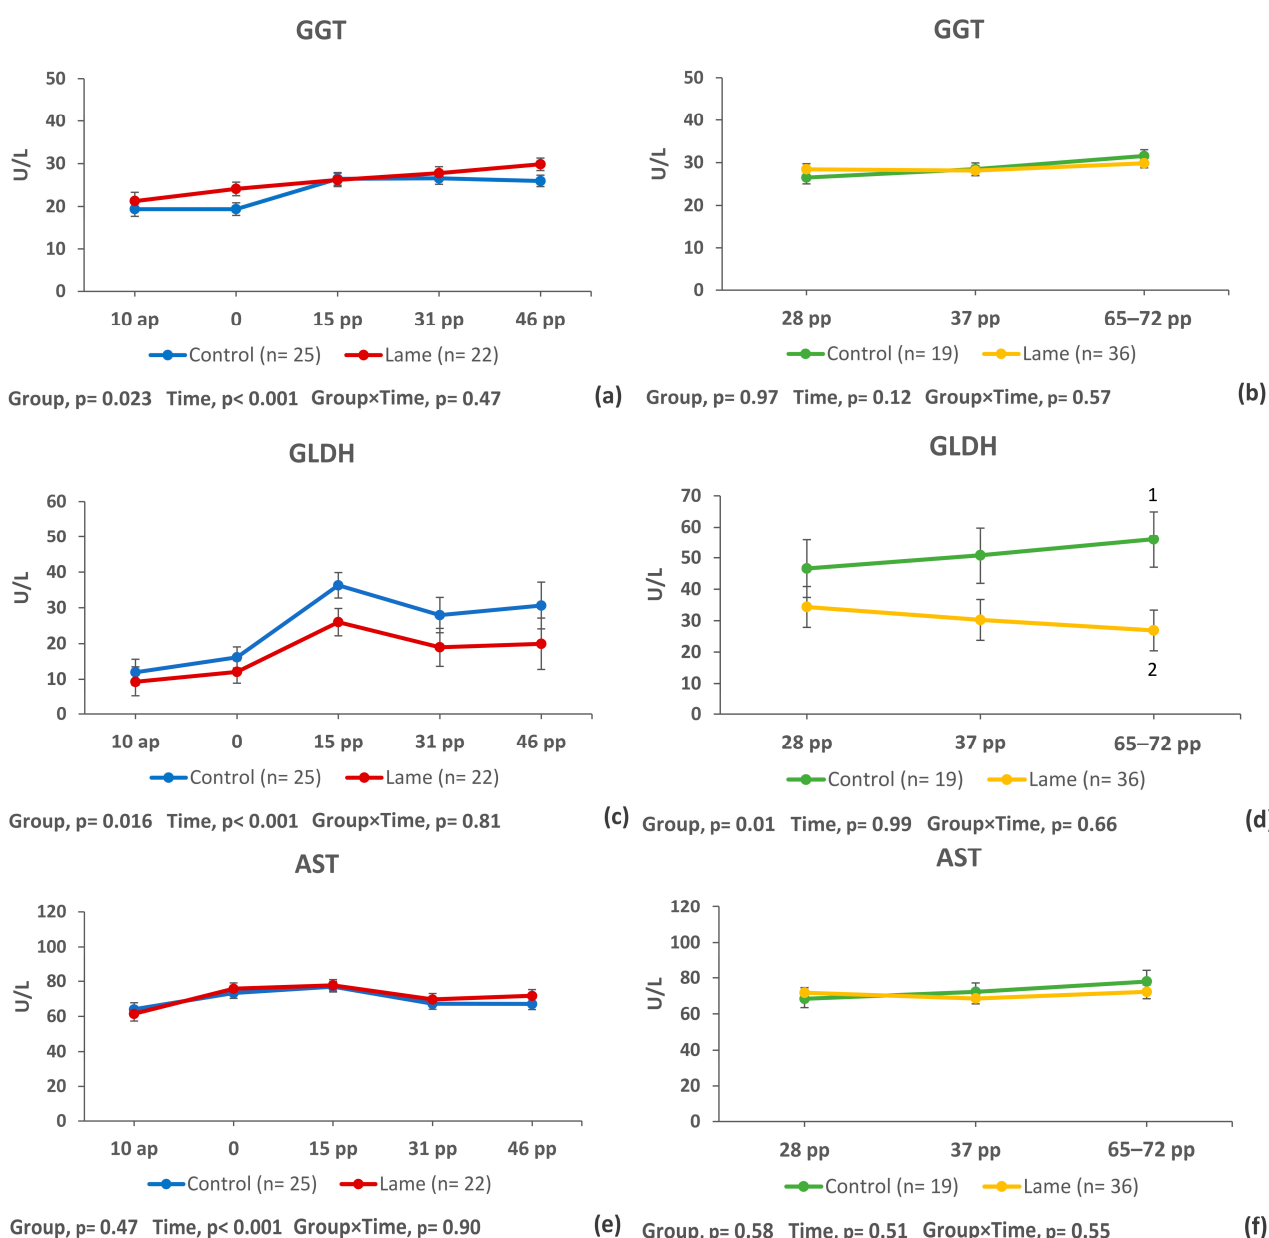 GGT
50
40
30
20
10
0
U/L
10 ap 0 15 pp 31 pp 46 pp
Control (n= 25) Lame (n= 22)
Group, p= 0.023 Time, p< 0.001 Group×Time, p= 0.47 (a)
GGT
50
40
30
20
10
0
U/L
28 pp 37 pp 65–72 pp
Control (n= 19) Lame (n= 36)
Group, p= 0.97 Time, p= 0.12 Group×Time, p= 0.57 (b)
GLDH
60
50
40
30
20
10
0
U/L
10 ap 0 15 pp 31 pp 46 pp
Control (n= 25) Lame (n= 22)
Group, p= 0.016 Time, p< 0.001 Group×Time, p= 0.81 (c)
GLDH
70
60
50
40
30
20
10
0
U/L
1
2
28 pp 37 pp 65–72 pp
Control (n= 19) Lame (n= 36)
Group, p= 0.01 Time, p= 0.99 Group×Time, p= 0.66 (d)
AST
120
100
80
60
40
20
0
U/L
10 ap 0 15 pp 31 pp 46 pp
Control (n= 25) Lame (n= 22)
Group, p= 0.47 Time, p< 0.001 Group×Time, p= 0.90 (e)
AST
120
100
80
60
40
20
0
U/L
28 pp 37 pp 65–72 pp
Control (n= 19) Lame (n= 36)
Group, p= 0.58 Time, p= 0.51 Group×Time, p= 0.55 (f)